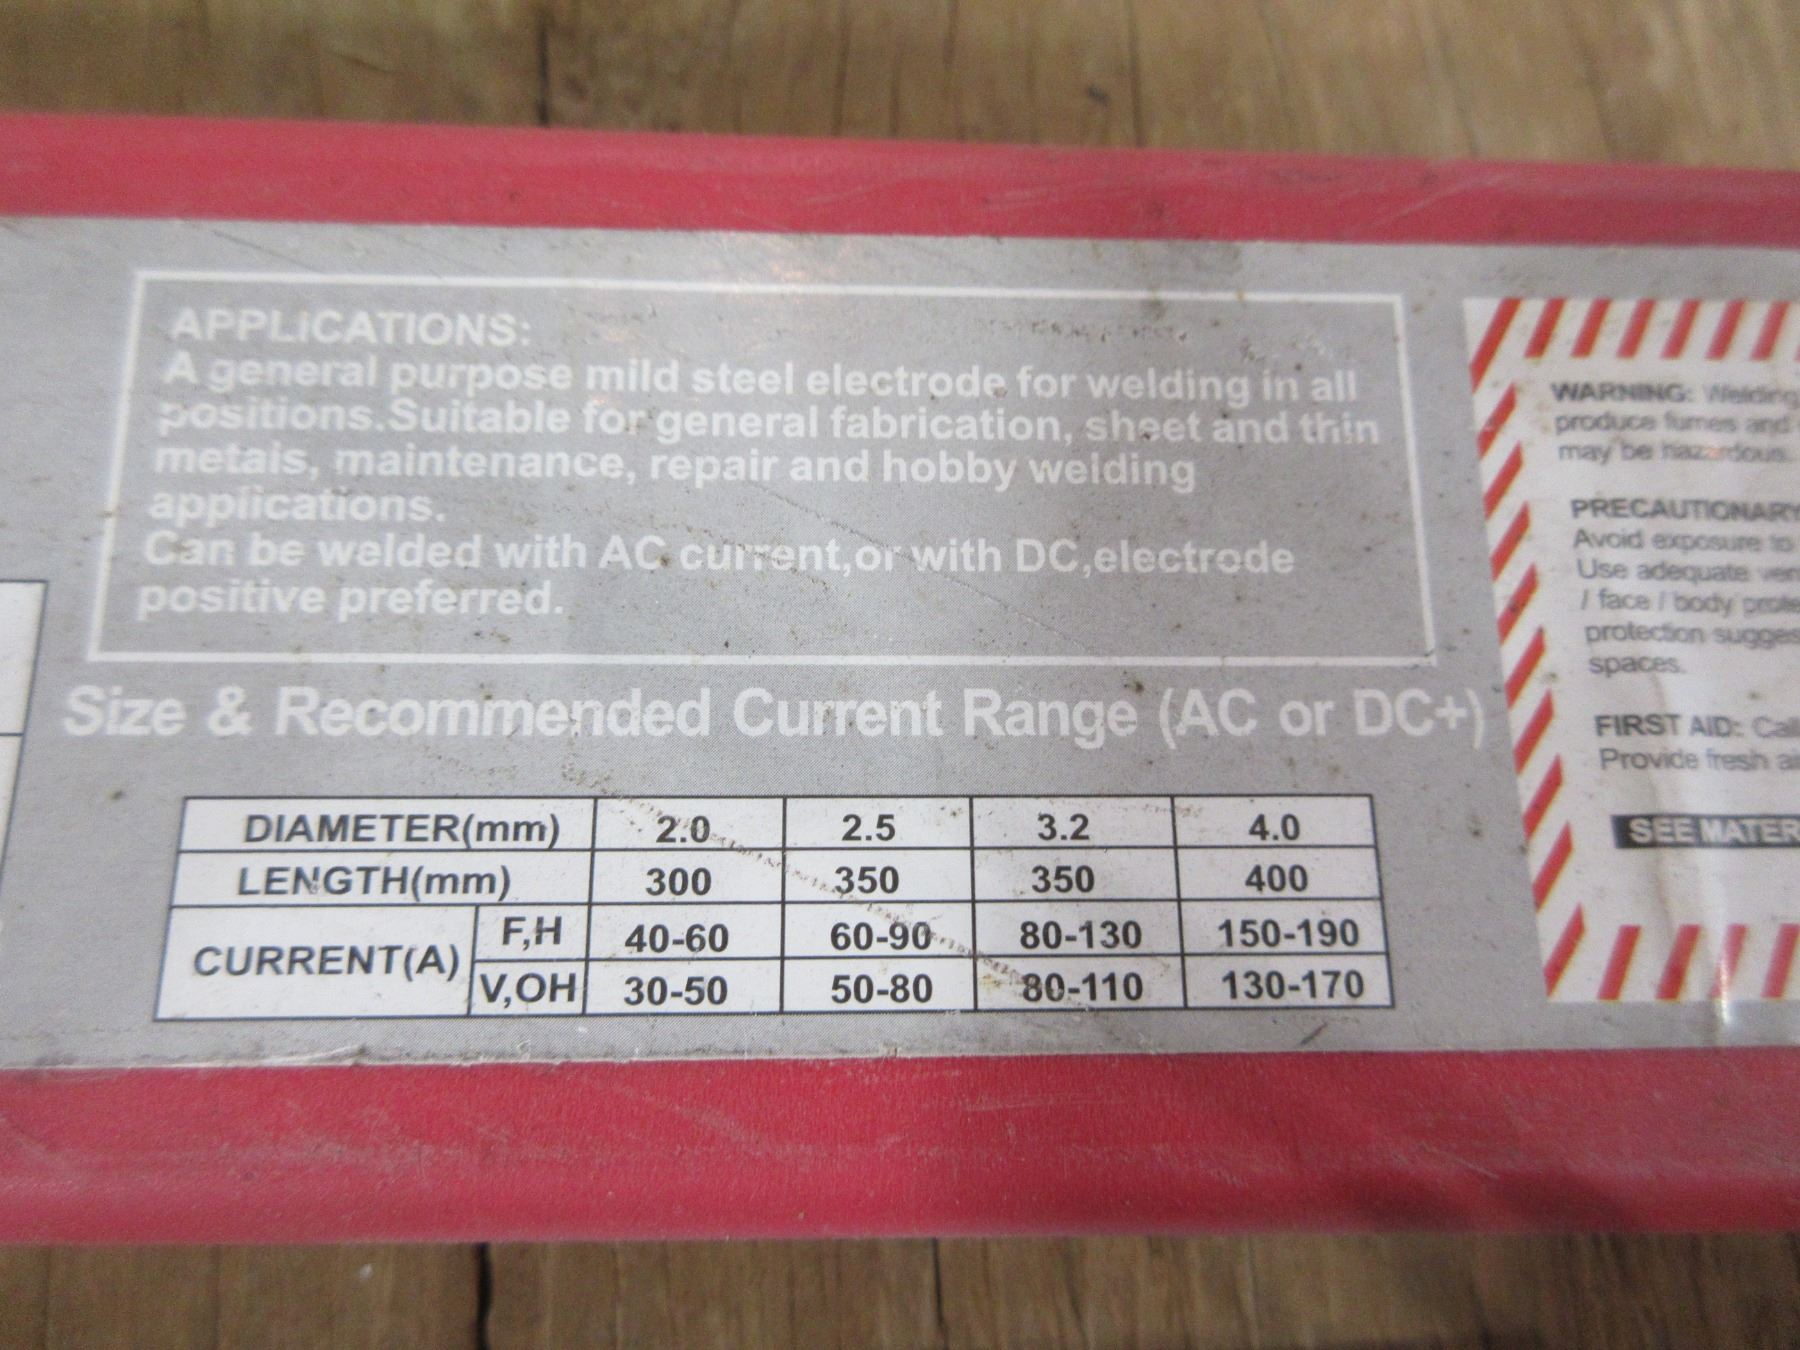 APPLICATIONS:
A general purpose mild steel electrode for welding in all
positions.Suitable for general fabrication, sheet and thin
metals, maintenance, repair and hobby welding
applications.
Can be welded with AC current,or with DC,electrode
positive preferred.
Size & Recommended Current Range (AC or DC+)
DIAMETER(mm) 2.0 2.5 3.2 4.0
LENGTH(mm) 300 350 350 400
CURRENT(A) F,H 40-60 60-90 80-130 150-190
V,OH 30-50 50-80 80-110 130-170
WARNING: Welding
produce fumes and
may be hazardous.
PRECAUTIONARY
Avoid exposure to
Use adequate
/ face / body
protection
spaces.
FIRST AID:
Provide fresh
SEE